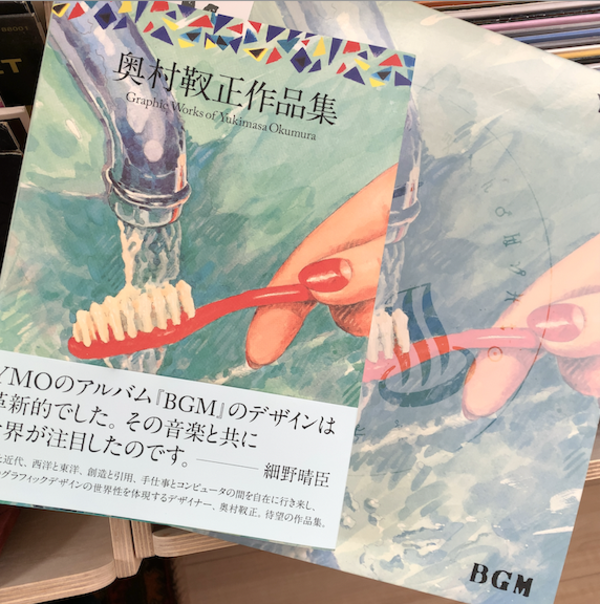 奥村靫正作品集
Graphic Works of Yukimasa Okumura
YMOのアルバム『BGM』のデザインは
革新的でした。その音楽と共に
世界が注目したのです。――― 細野晴臣
近代、西洋と東洋、創造と引用、手仕事とコンピュータの間を自在に行き来し、
グラフィックデザインの世界性を体現するデザイナー、奥村靫正。待望の作品集。
BGM